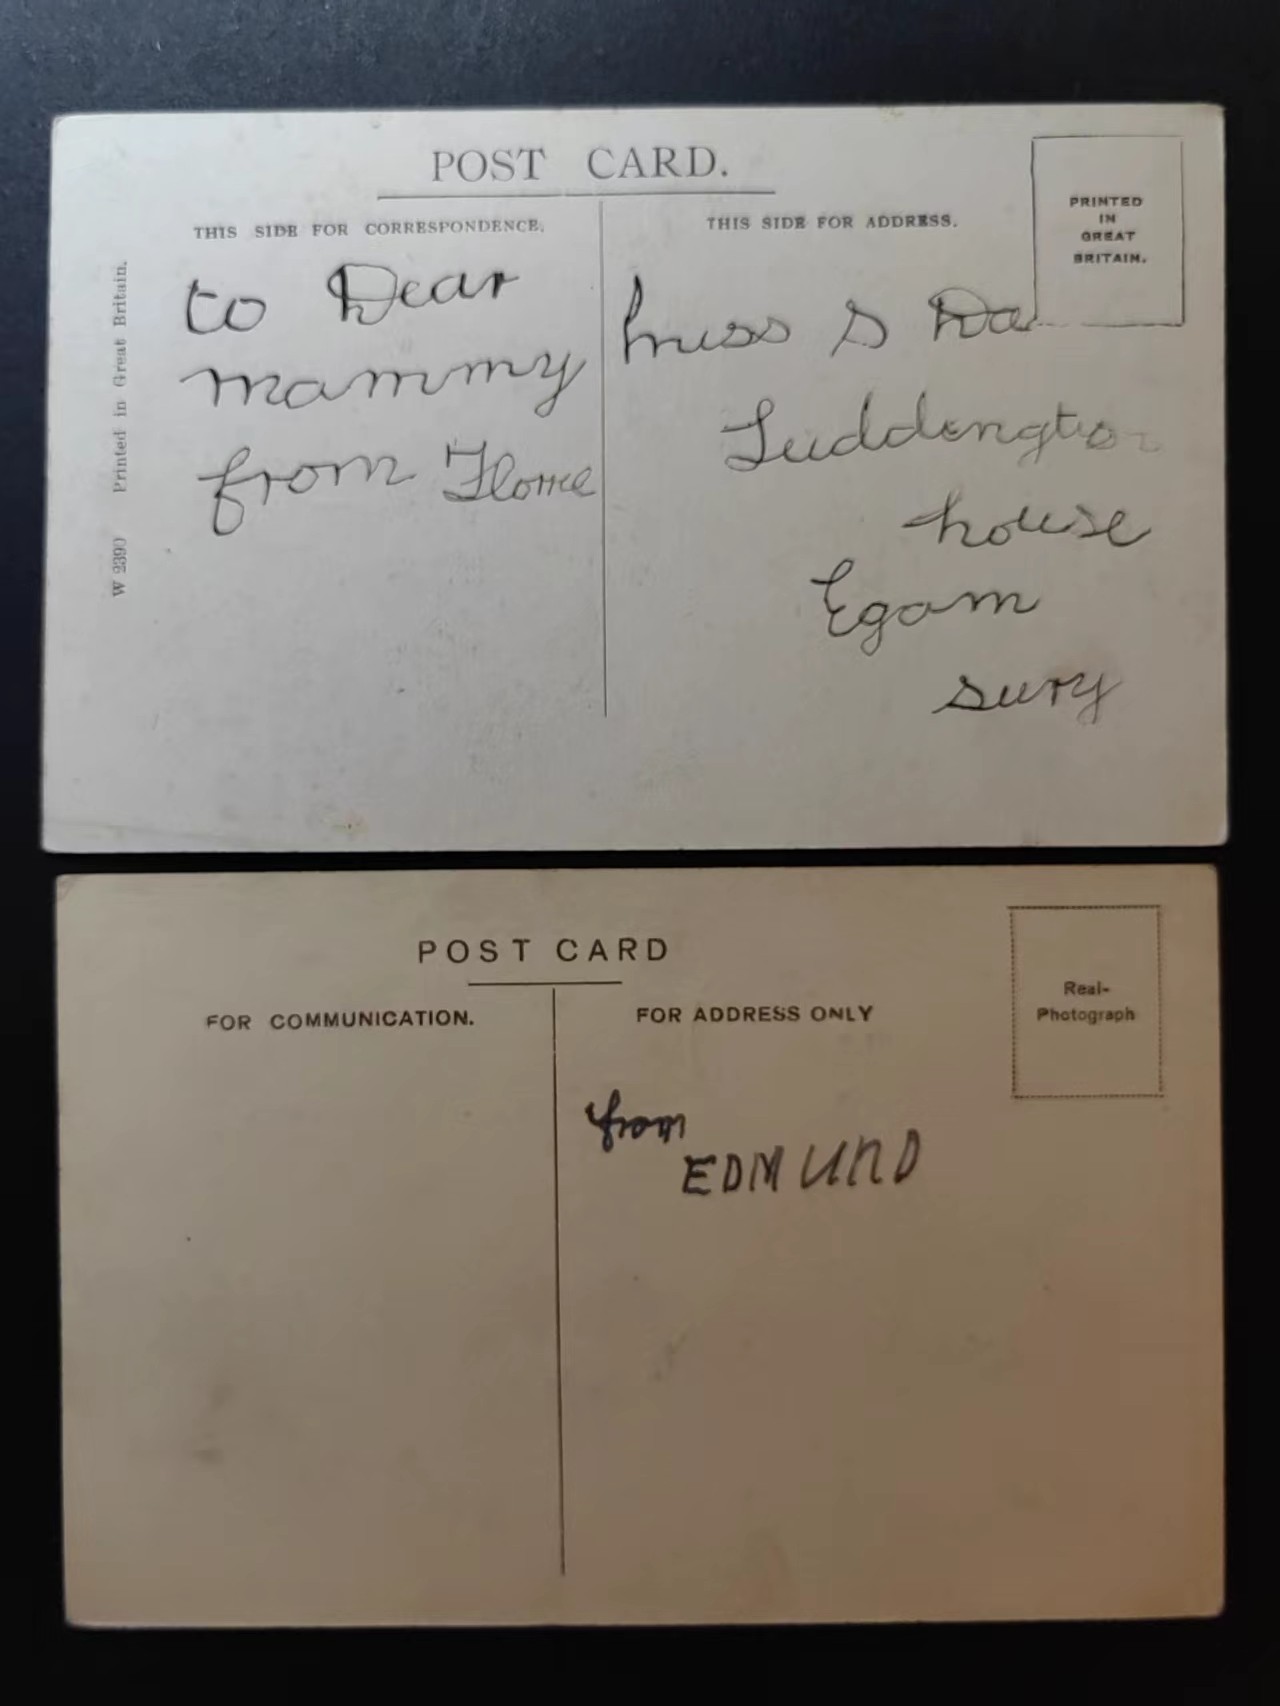 POST CARD.
THIS SIDE FOR CORRESPONDENCE.
THIS SIDE FOR ADDRESS.
PRINTED
IN
GREAT
BRITAIN.
W 2390 Printed in Great Britain.
to Dear
mammy
from
miss S
Luddington
house
Egam
sury
POST CARD
FOR COMMUNICATION.
FOR ADDRESS ONLY
Real-
Photograph
from
EDMUND